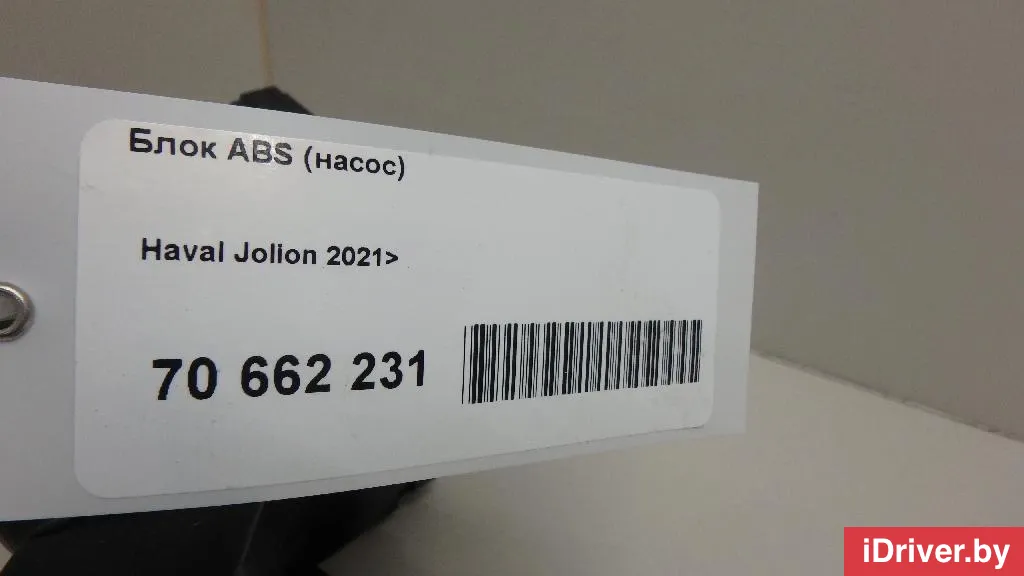 Блок ABS (насос)
Haval Jolion 2021>
70 662 231
iDriver.by